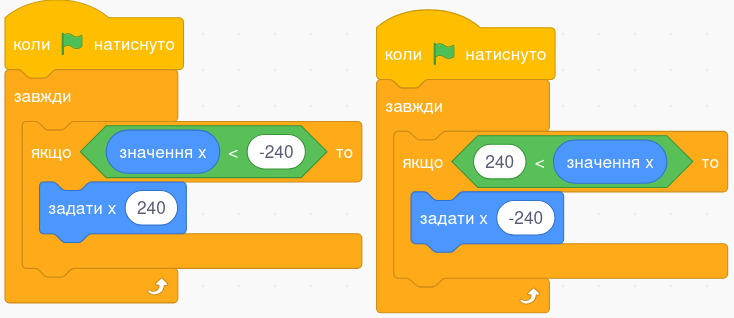 коли натиснуто
завжди
якщо значення x < -240 то
задати x 240
коли натиснуто
завжди
якщо 240 < значення x то
задати x -240